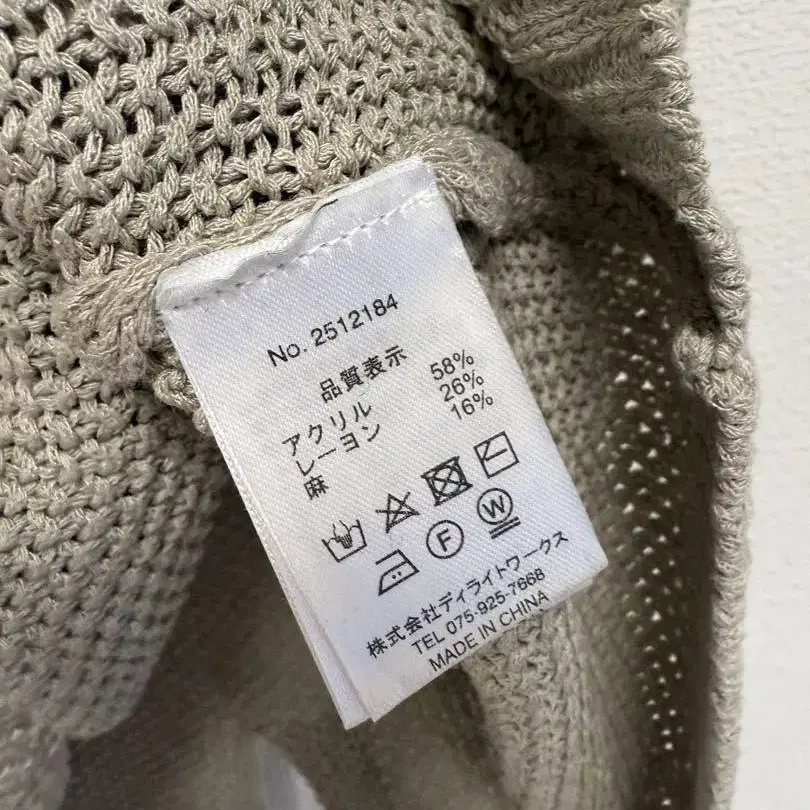 No. 2512184
品質表示
アクリル 58%
レーヨン 26%
麻 16%
F W
株式会社ディライトワークス
TEL 075-925-7668
MADE IN CHINA